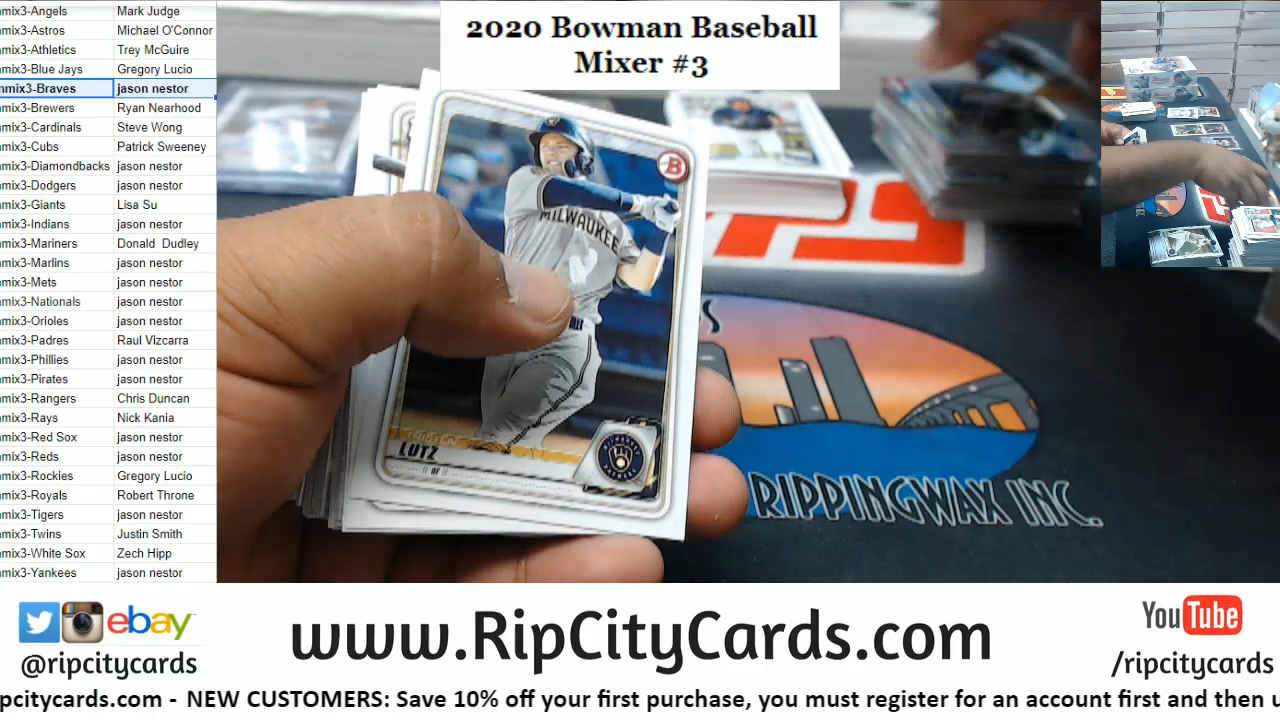 mix3-Angels Mark Judge
mix3-Astros Michael O'Connor
mix3-Athletics Trey McGuire
mix3-Blue Jays Gregory Lucio
mix3-Braves jason nestor
mix3-Brewers Ryan Nearhood
mix3-Cardinals Steve Wong
mix3-Cubs Patrick Sweeney
mix3-Diamondbacks jason nestor
mix3-Dodgers jason nestor
mix3-Giants Lisa Su
mix3-Indians jason nestor
mix3-Mariners Donald Dudley
mix3-Marlins jason nestor
mix3-Mets jason nestor
mix3-Nationals jason nestor
mix3-Orioles jason nestor
mix3-Padres Raul Vizcarra
mix3-Phillies jason nestor
mix3-Pirates jason nestor
mix3-Rangers Chris Duncan
mix3-Rays Nick Kania
mix3-Red Sox jason nestor
mix3-Reds jason nestor
mix3-Rockies Gregory Lucio
mix3-Royals Robert Throne
mix3-Tigers jason nestor
mix3-Twins Justin Smith
mix3-White Sox Zech Hipp
mix3-Yankees jason nestor
2020 Bowman Baseball
Mixer #3
B
MILWAUKEE
LUTZ
OF
RIPPINGWAX INC.
ebay
@ripcitycards
www.RipCityCards.com
YouTube
/ripcitycards
pcitycards.com - NEW CUSTOMERS: Save 10% off your first purchase, you must register for an account first and then u